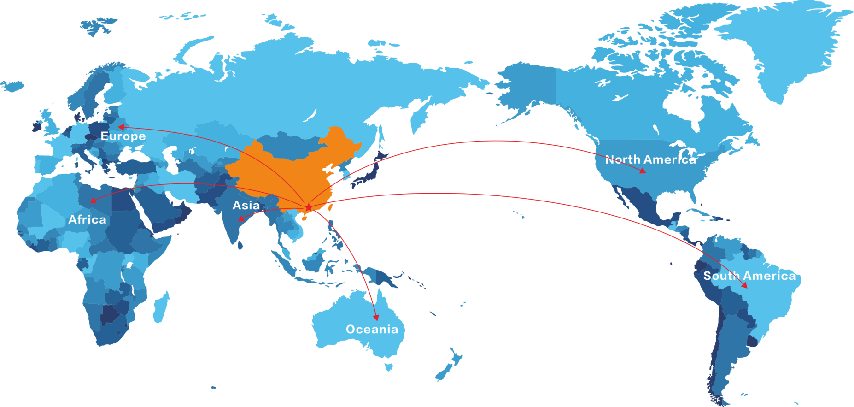 Europe
North America
Asia
Africa
South America
Oceania